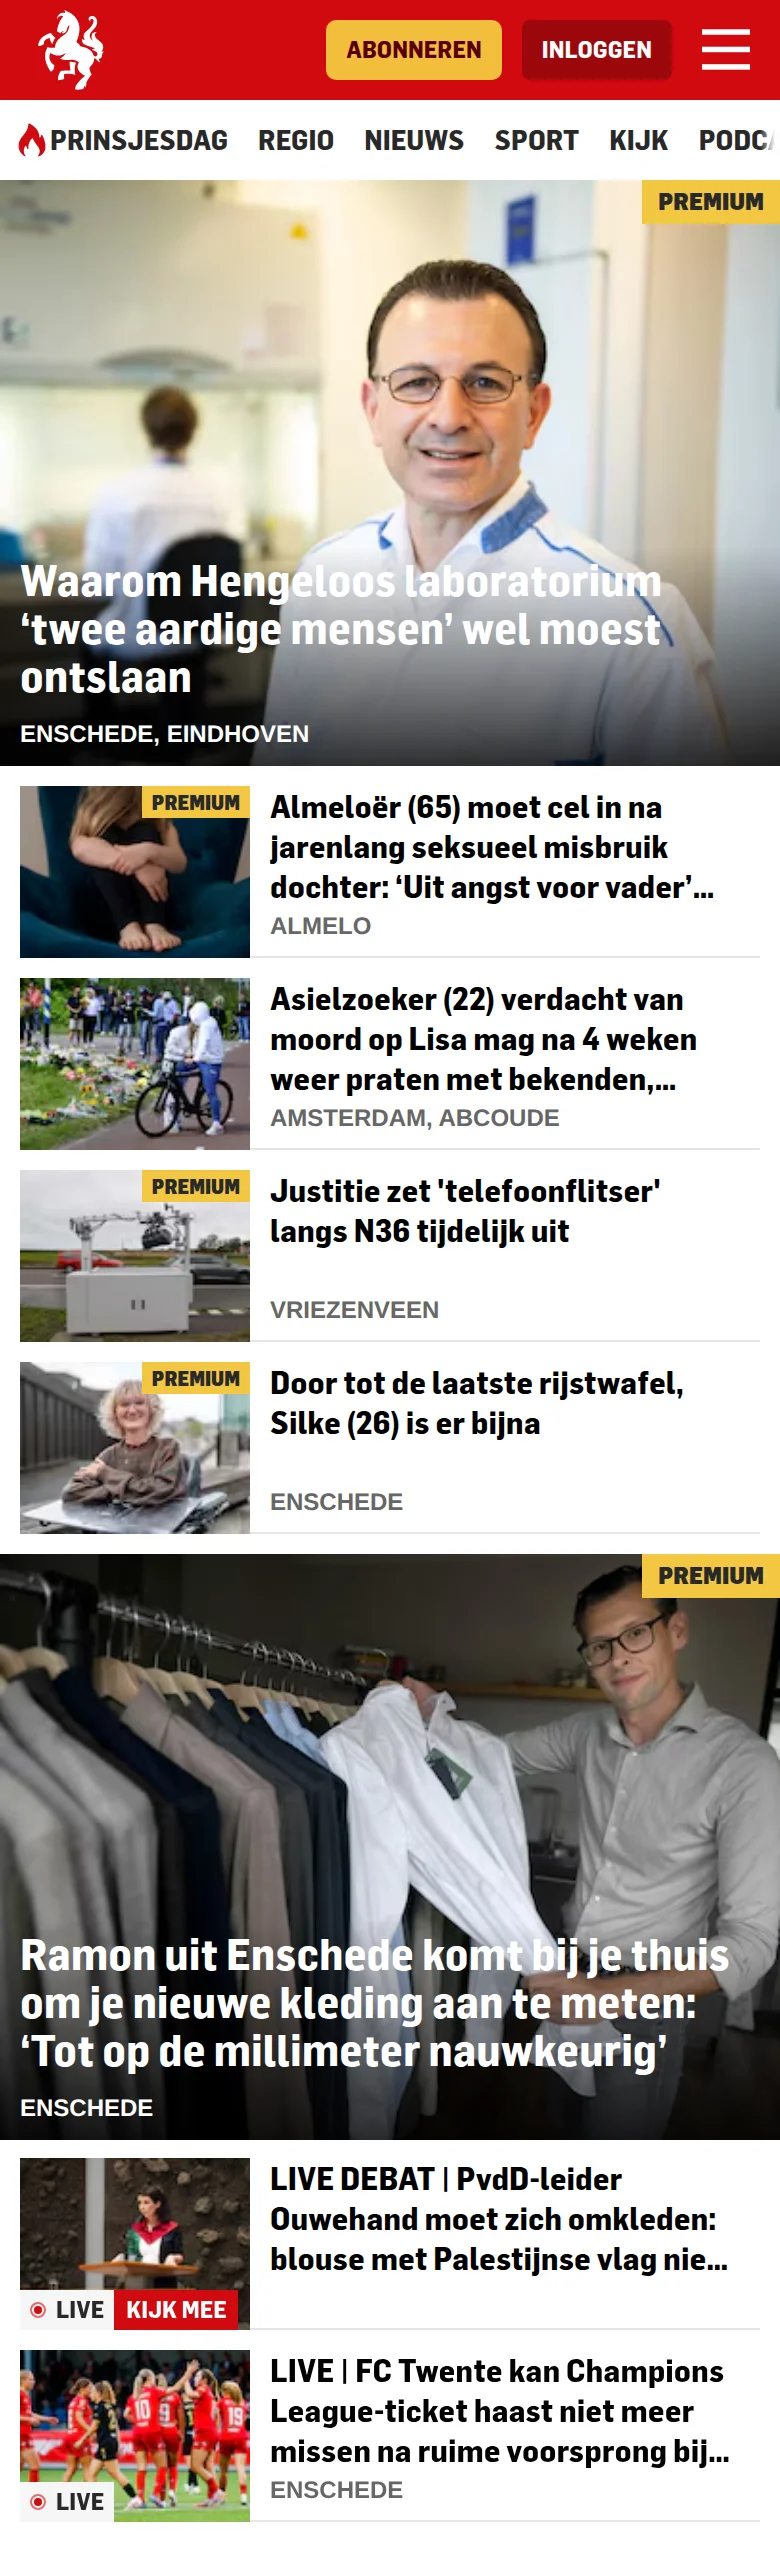 ABONNEREN
INLOGGEN
PRINSJESDAG REGIO NIEUWS SPORT KIJK
PREMIUM
Waarom Hengeloos laboratorium
‘twee aardige mensen’ wel moest
ontslaan
ENSCHEDE, EINDHOVEN
PREMIUM
Almeloër (65) moet cel in na
jarenlang seksueel misbruik
dochter: ‘Uit angst voor vader’...
ALMELO
Asielzoeker (22) verdacht van
moord op Lisa mag na 4 weken
weer praten met bekenden,...
AMSTERDAM, ABCOUDE
PREMIUM
Justitie zet 'telefoonflitser'
langs N36 tijdelijk uit
VRIEZENVEEN
PREMIUM
Door tot de laatste rijstwafel,
Silke (26) is er bijna
ENSCHEDE
PREMIUM
Ramon uit Enschede komt bij je thuis
om je nieuwe kleding aan te meten:
‘Tot op de millimeter nauwkeurig’
ENSCHEDE
LIVE DEBAT | PvdD-leider
Ouwehand moet zich omkleden:
blouse met Palestijnse vlag nie...
LIVE KIJK MEE
LIVE | FC Twente kan Champions
League-ticket haast niet meer
missen na ruime voorsprong bij...
ENSCHEDE
10 9 19
LIVE